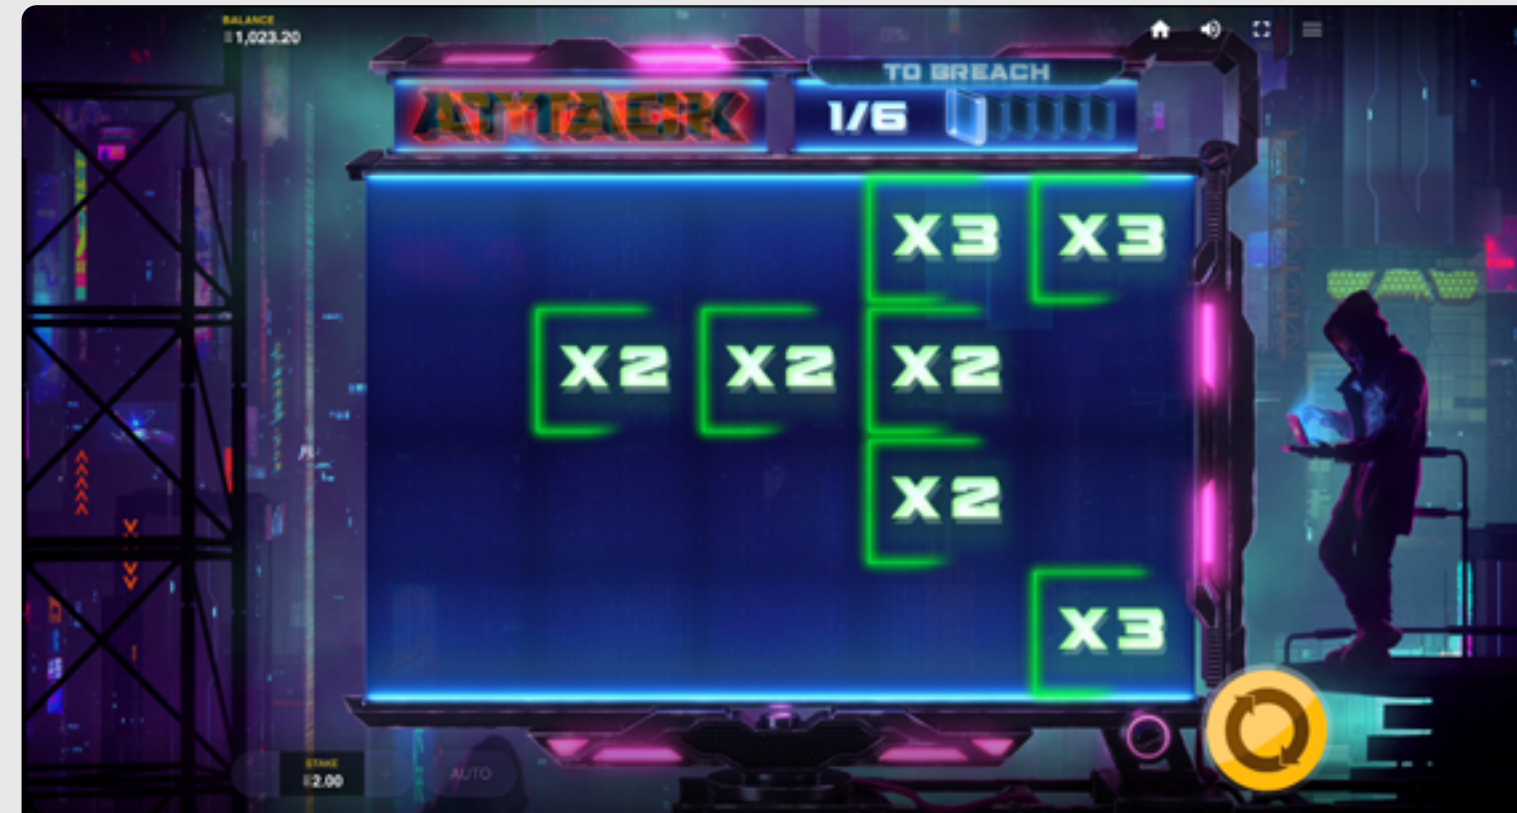 BALANCE
1,023.20
TO BREACH
ATTACK
1/6
X3 X3
X2 X2 X2
X2
X3
STAKE
2.00
AUTO